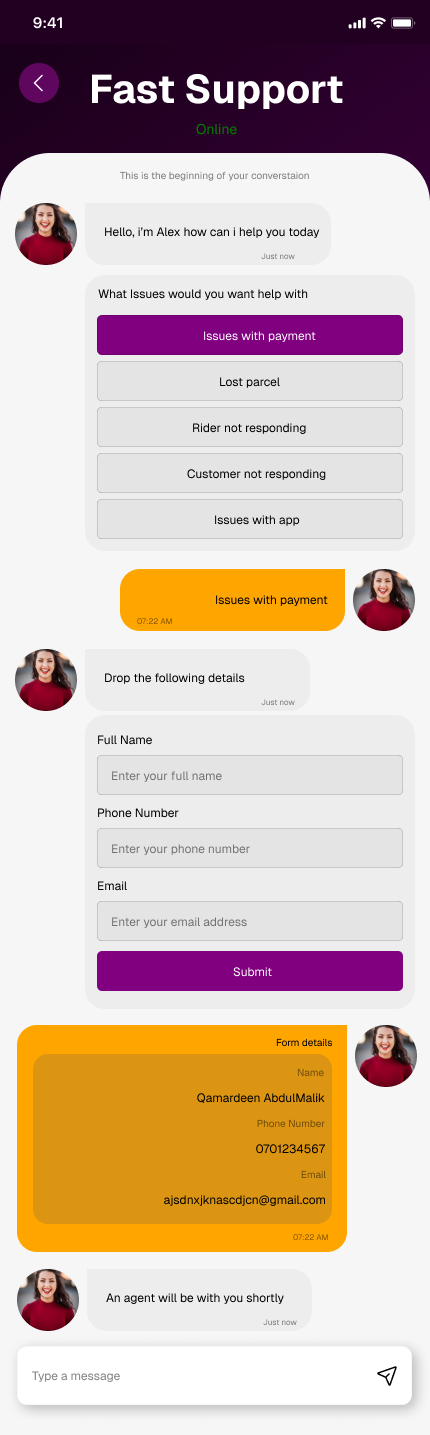 9:41
Fast Support
Online
This is the beginning of your converstaion
Hello, i'm Alex how can i help you today
Just now
What Issues would you want help with
Issues with payment
Lost parcel
Rider not responding
Customer not responding
Issues with app
Issues with payment
07:22 AM
Drop the following details
Just now
Full Name
Enter your full name
Phone Number
Enter your phone number
Email
Enter your email address
Submit
Form details
Name
Qamardeen AbdulMalik
Phone Number
0701234567
Email
ajsdnxjknascdjcn@gmail.com
07:22 AM
An agent will be with you shortly
Just now
Type a message